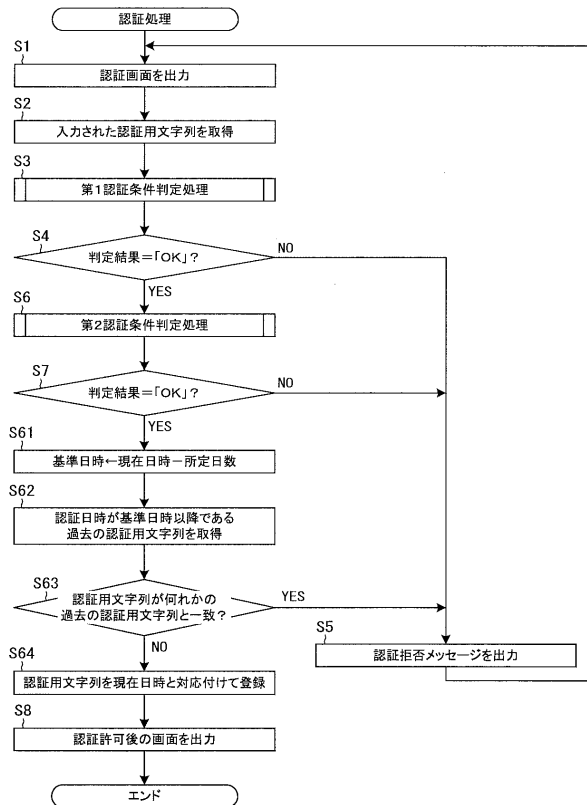 認証処理
S1
認証画面を出力
S2
入力された認証用文字列を取得
S3
第1認証条件判定処理
S4
判定結果=「OK」?
NO
YES
S6
第2認証条件判定処理
S7
判定結果=「OK」?
NO
YES
S61
基準日時←現在日時-所定日数
S62
認証日時が基準日時以降である
過去の認証用文字列を取得
S63
認証用文字列が何れかの
過去の認証用文字列と一致?
YES
NO
S5
認証拒否メッセージを出力
S64
認証用文字列を現在日時と対応付けて登録
S8
認証許可後の画面を出力
エンド